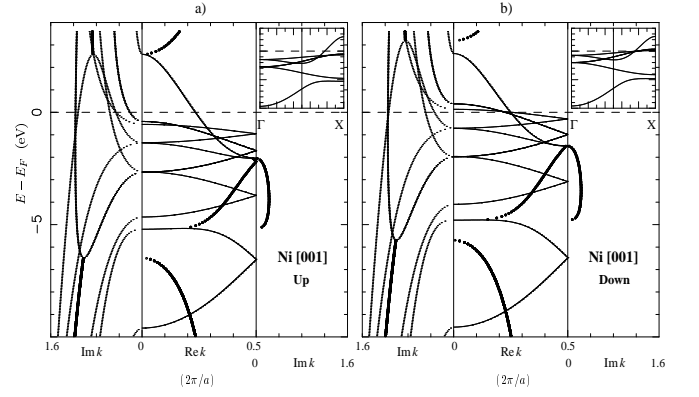 a)
b)
E − E_F (eV)
0
−5
Γ
X
Γ
X
Ni [001]
Up
Ni [001]
Down
1.6
Im k
0
Re k
0.5
0
Im k
1.6
(2π/a)
1.6
Im k
0
Re k
0.5
0
Im k
1.6
(2π/a)